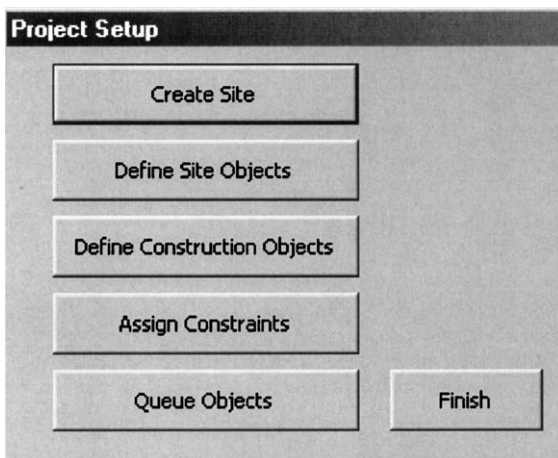 Project Setup
Create Site
Define Site Objects
Define Construction Objects
Assign Constraints
Queue Objects
Finish